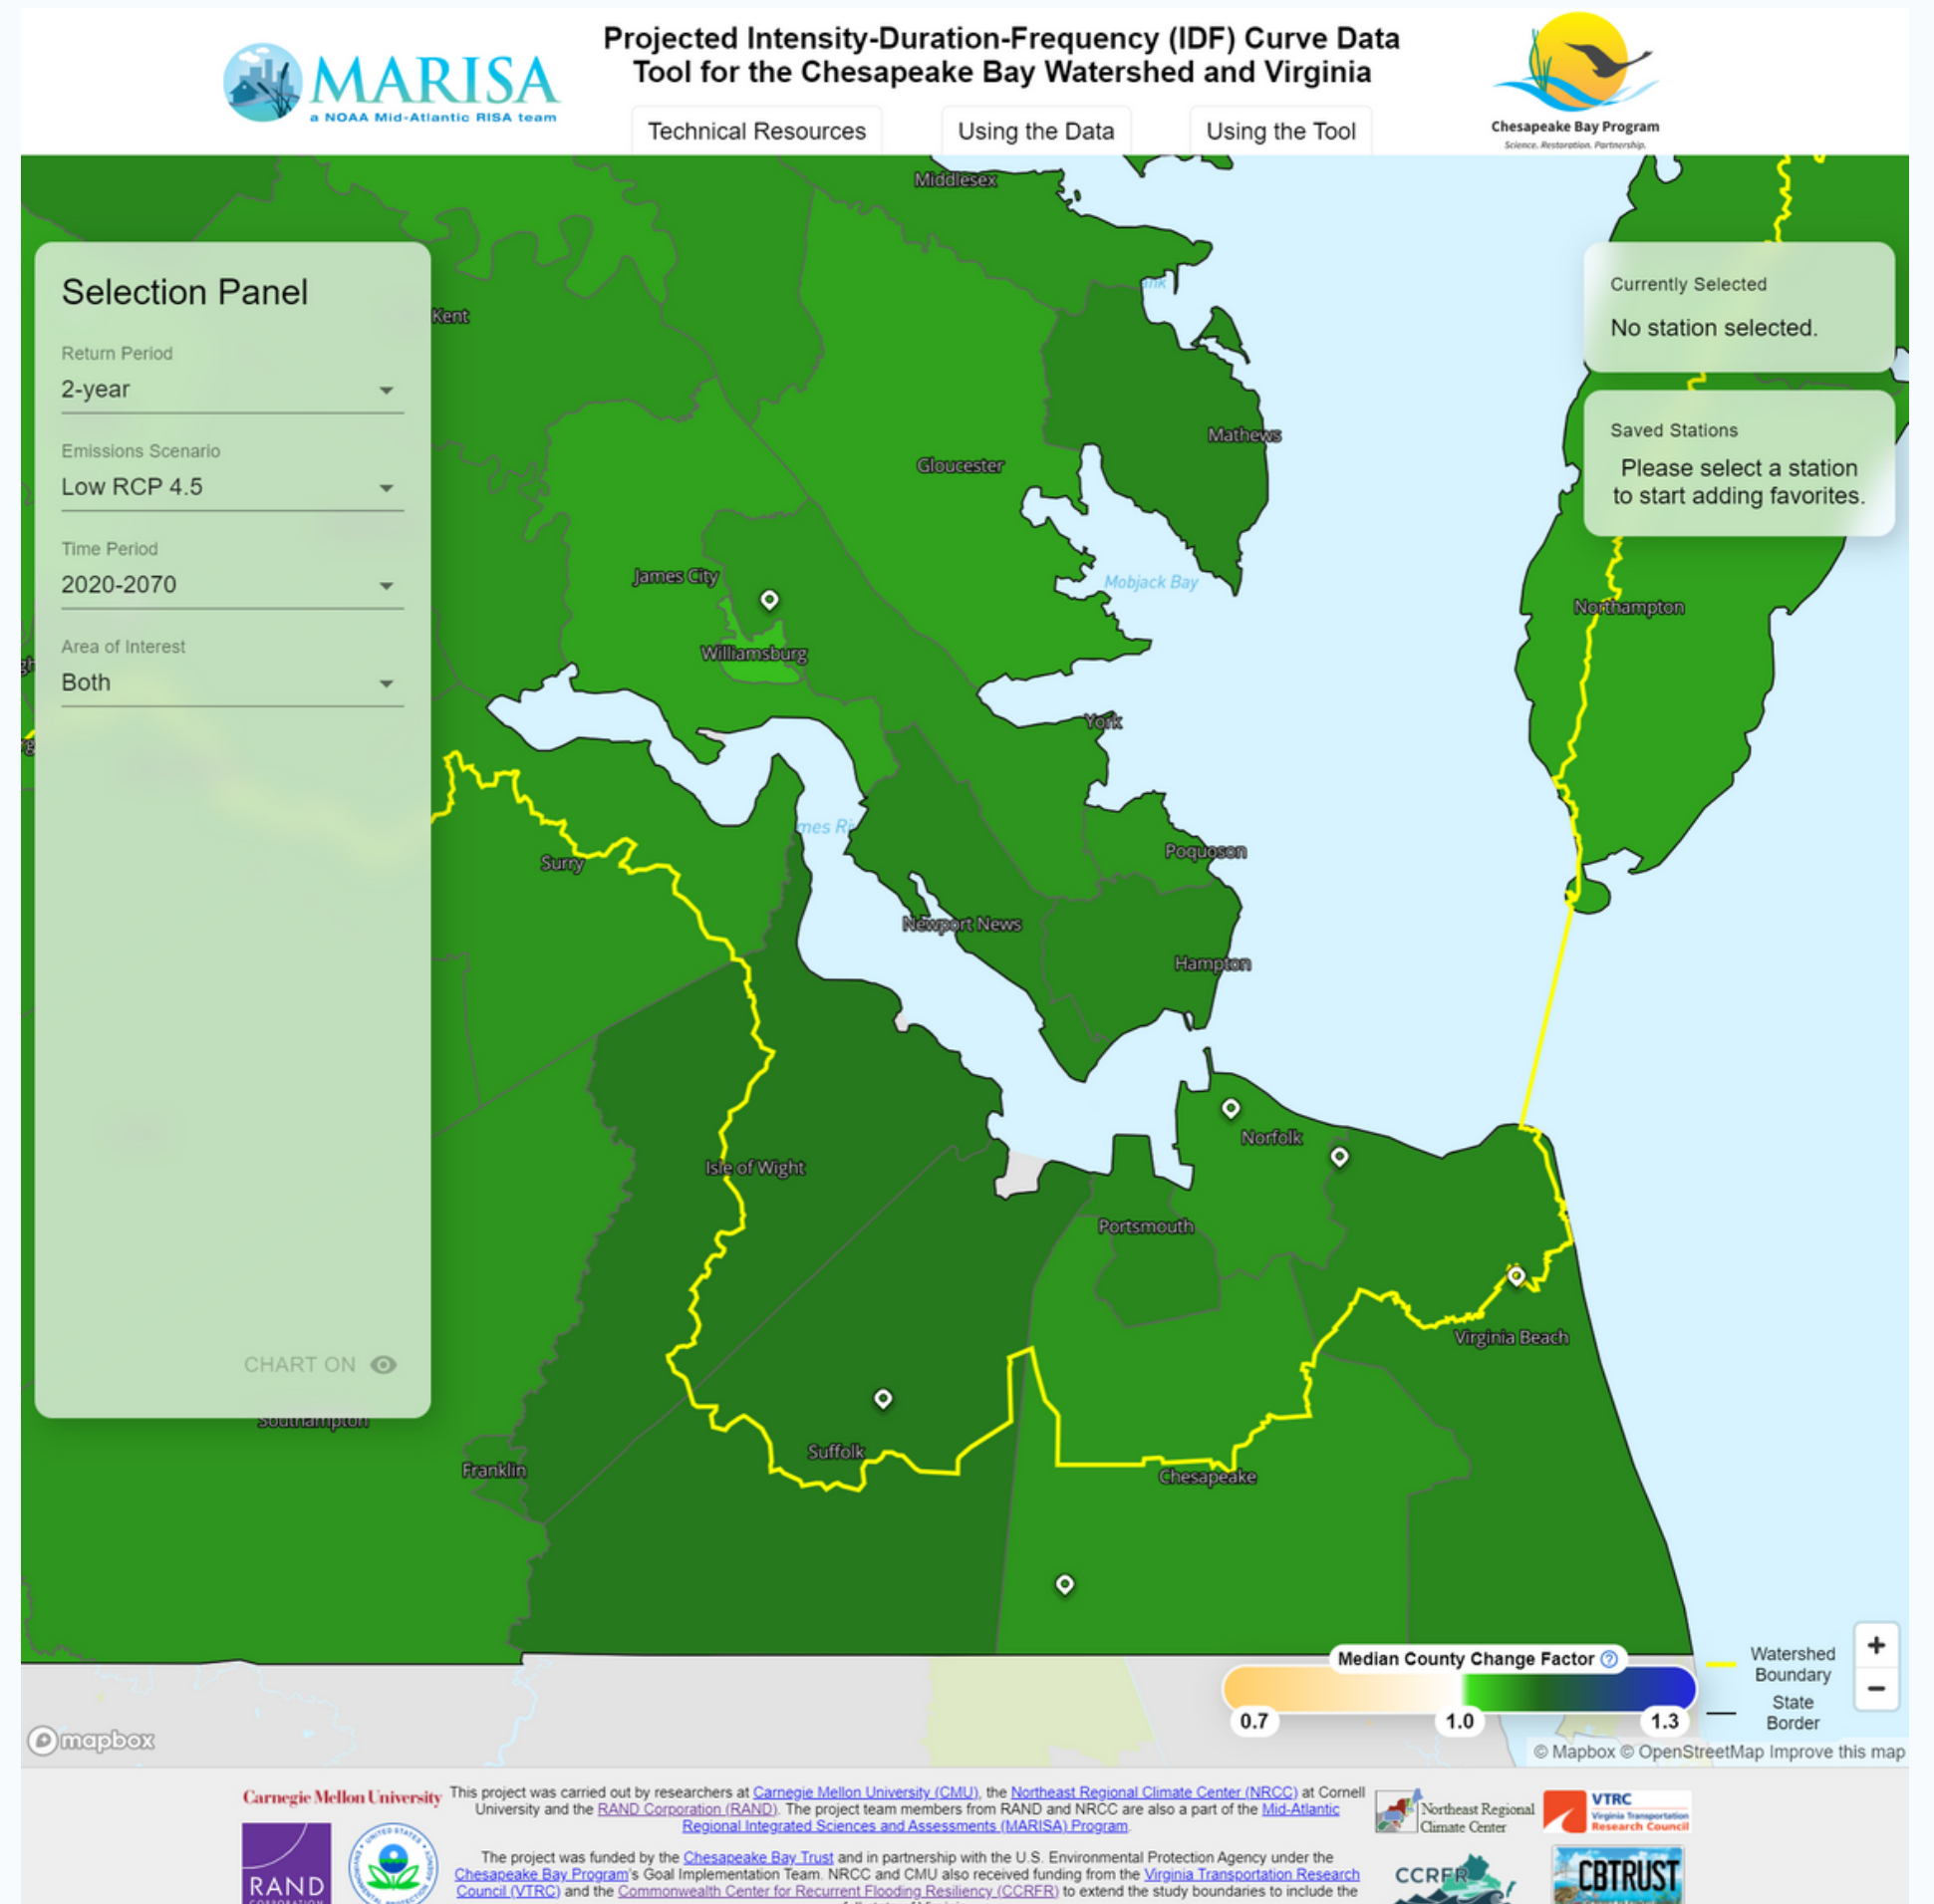 MARISA
a NOAA Mid-Atlantic RISA team
Projected Intensity-Duration-Frequency (IDF) Curve Data
Tool for the Chesapeake Bay Watershed and Virginia
Technical Resources
Using the Data
Using the Tool
Chesapeake Bay Program
Science. Restoration. Partnership.
Selection Panel
Return Period
2-year
Emissions Scenario
Low RCP 4.5
Time Period
2020-2070
Area of Interest
Both
CHART ON
Currently Selected
No station selected.
Saved Stations
Please select a station
to start adding favorites.
Middlesex
Kent
Mathews
Gloucester
James City
Mobjack Bay
Northampton
Williamsburg
York
Surry
Poquoson
Newport News
Hampton
Norfolk
Isle of Wight
Portsmouth
Virginia Beach
Southampton
Suffolk
Franklin
Chesapeake
Median County Change Factor ?
0.7
1.0
1.3
Watershed
Boundary
State
Border
+
−
mapbox
© Mapbox © OpenStreetMap Improve this map
Carnegie Mellon University
RAND
CORPORATION
This project was carried out by researchers at Carnegie Mellon University (CMU), the Northeast Regional Climate Center (NRCC) at Cornell
University and the RAND Corporation (RAND). The project team members from RAND and NRCC are also a part of the Mid-Atlantic
Regional Integrated Sciences and Assessments (MARISA) Program.
The project was funded by the Chesapeake Bay Trust and in partnership with the U.S. Environmental Protection Agency under the
Chesapeake Bay Program's Goal Implementation Team. NRCC and CMU also received funding from the Virginia Transportation Research
Council (VTRC) and the Commonwealth Center for Recurrent Flooding Resiliency (CCRFR) to extend the study boundaries to include the
Northeast Regional
Climate Center
VTRC
Virginia Transportation
Research Council
CCRFR
CBTRUST